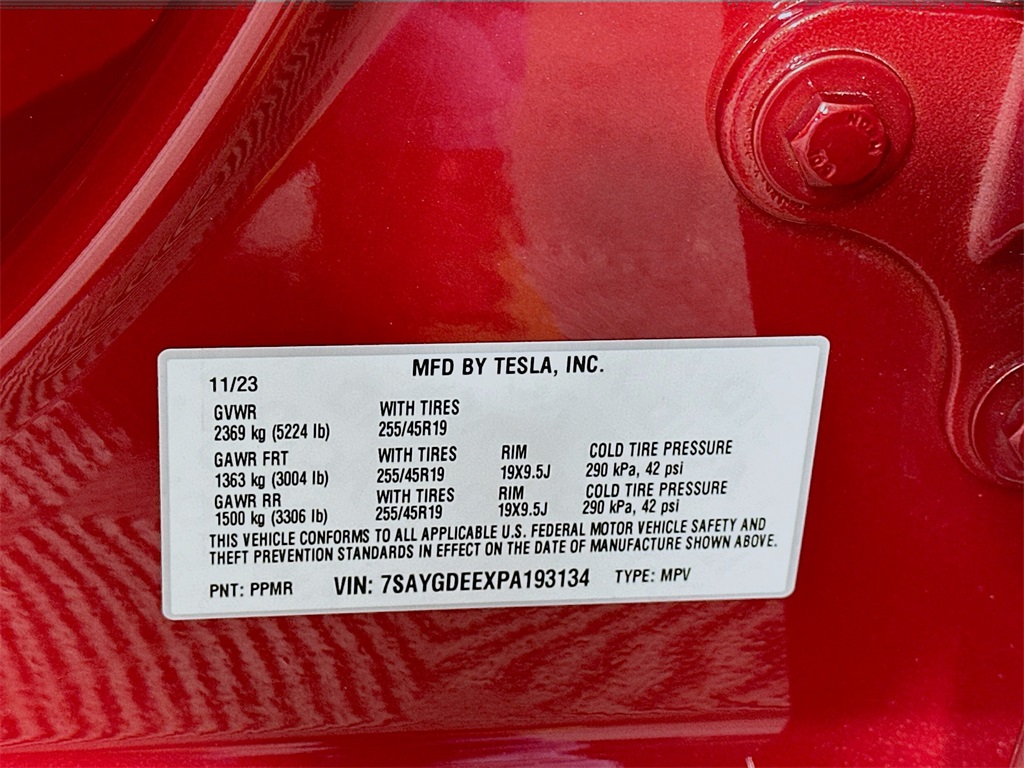 MFD BY TESLA, INC.
11/23
GVWR WITH TIRES
2369 kg (5224 lb) 255/45R19
GAWR FRT WITH TIRES RIM COLD TIRE PRESSURE
1363 kg (3004 lb) 255/45R19 19X9.5J 290 kPa, 42 psi
GAWR RR WITH TIRES RIM COLD TIRE PRESSURE
1500 kg (3306 lb) 255/45R19 19X9.5J 290 kPa, 42 psi
THIS VEHICLE CONFORMS TO ALL APPLICABLE U.S. FEDERAL MOTOR VEHICLE SAFETY AND
THEFT PREVENTION STANDARDS IN EFFECT ON THE DATE OF MANUFACTURE SHOWN ABOVE.
PNT: PPMR VIN: 7SAYGDEEXPA193134 TYPE: MPV